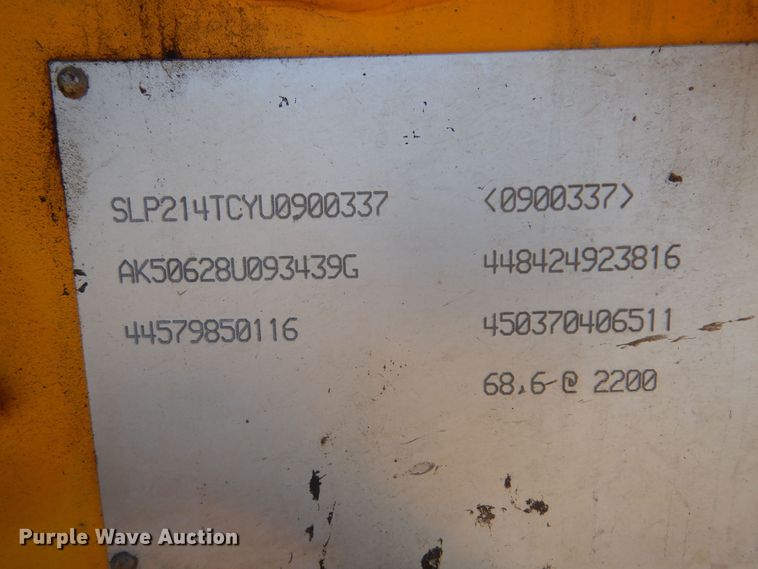 SLP214TCYU0900337 <0900337>
AK50628U093439G 448424923816
44579850116 450370406511
68.6 @ 2200
Purple Wave Auction